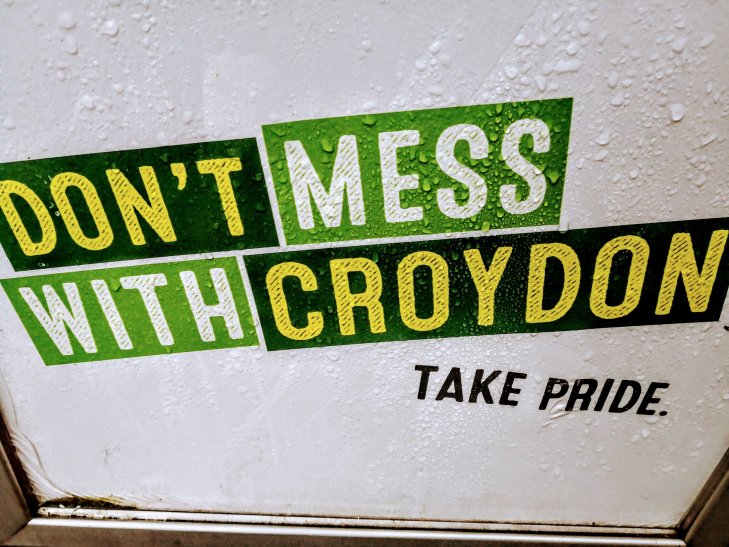 DON'T MESS
WITH CROYDON
TAKE PRIDE.